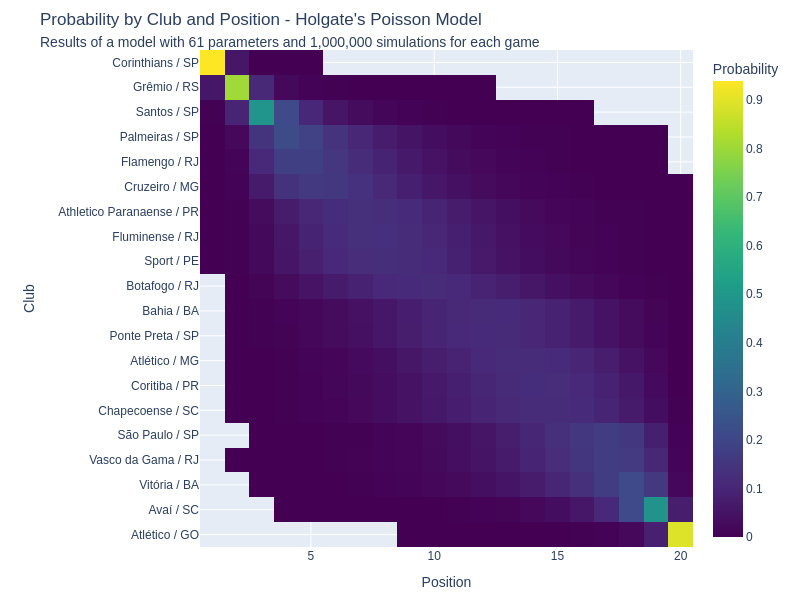 Probability by Club and Position - Holgate's Poisson Model
Results of a model with 61 parameters and 1,000,000 simulations for each game
Probability
Corinthians / SP
Grêmio / RS
Santos / SP
Palmeiras / SP
Flamengo / RJ
Cruzeiro / MG
Athletico Paranaense / PR
Fluminense / RJ
Sport / PE
Botafogo / RJ
Bahia / BA
Ponte Preta / SP
Atlético / MG
Coritiba / PR
Chapecoense / SC
São Paulo / SP
Vasco da Gama / RJ
Vitória / BA
Avaí / SC
Atlético / GO
Club
5
10
15
20
Position
0.9
0.8
0.7
0.6
0.5
0.4
0.3
0.2
0.1
0